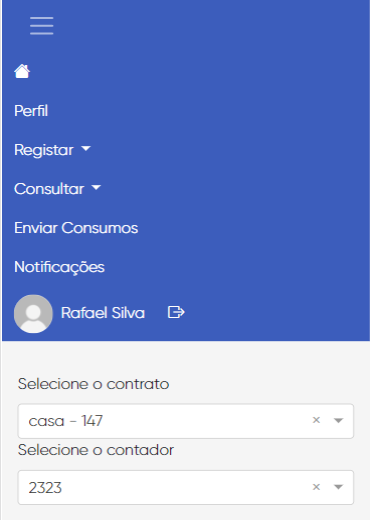 Perfil
Registar
Consultar
Enviar Consumos
Notificações
Rafael Silva
Selecione o contrato
casa - 147
Selecione o contador
2323